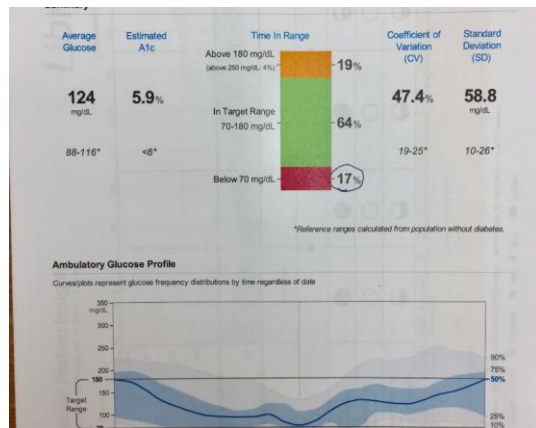 Summary
Average Glucose
Estimated A1c
Time In Range
Coefficient of Variation (CV)
Standard Deviation (SD)
Above 180 mg/dL
(above 250 mg/dL 4%)
19%
124
mg/dL
5.9%
In Target Range
70-180 mg/dL
64%
47.4%
58.8
mg/dL
88-116*
<6*
19-25*
10-26*
Below 70 mg/dL
17%
*Reference ranges calculated from population without diabetes.
Ambulatory Glucose Profile
Curves/plots represent glucose frequency distributions by time regardless of date
350
mg/dL
300
250
200
180
Target Range
150
100
70
90%
75%
50%
25%
10%